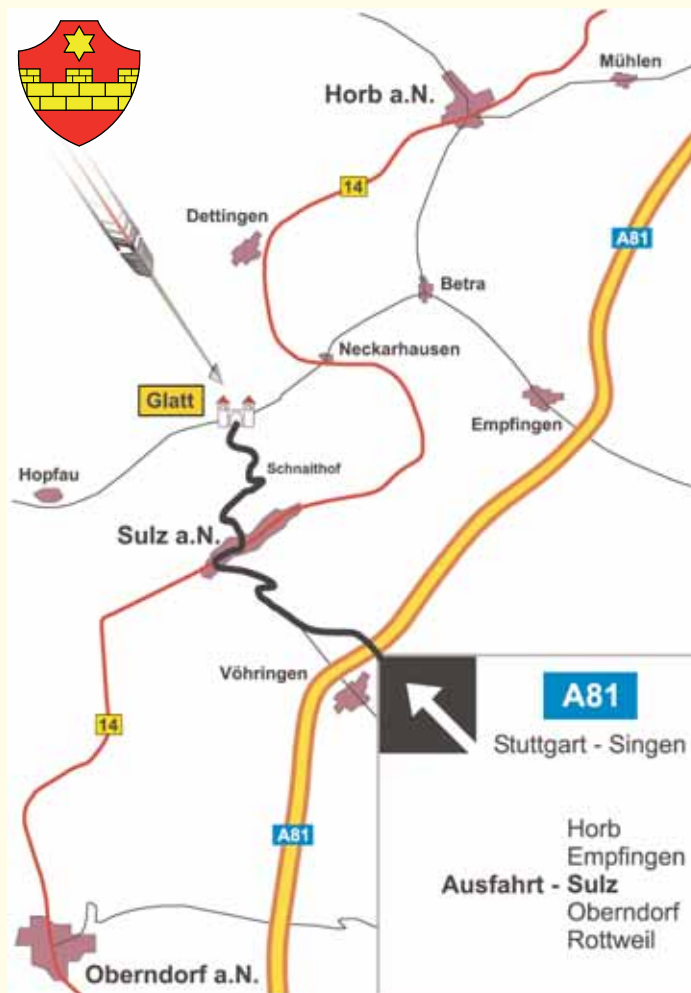 Mühlen
Horb a.N.
14
Dettingen
A81
Betra
Neckarhausen
Glatt
Empfingen
Schnaithof
Hopfau
Sulz a.N.
Vöhringen
A81
Stuttgart - Singen
14
Horb
A81
Empfingen
Ausfahrt - Sulz
Oberndorf
Rottweil
Oberndorf a.N.